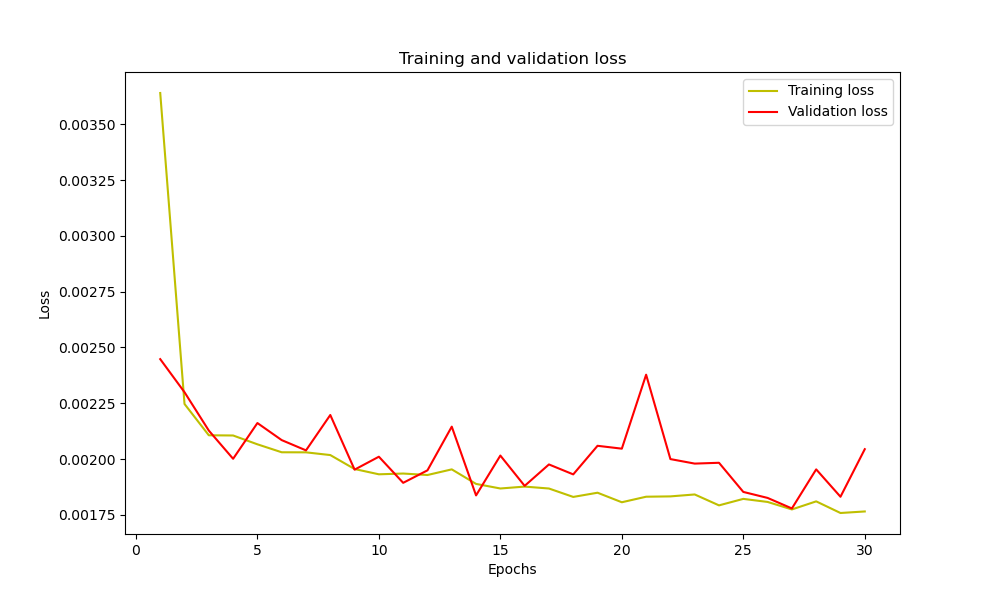 Training and validation loss
Training loss
Validation loss
0.00350
0.00325
0.00300
0.00275
0.00250
0.00225
0.00200
0.00175
Loss
0 5 10 15 20 25 30
Epochs